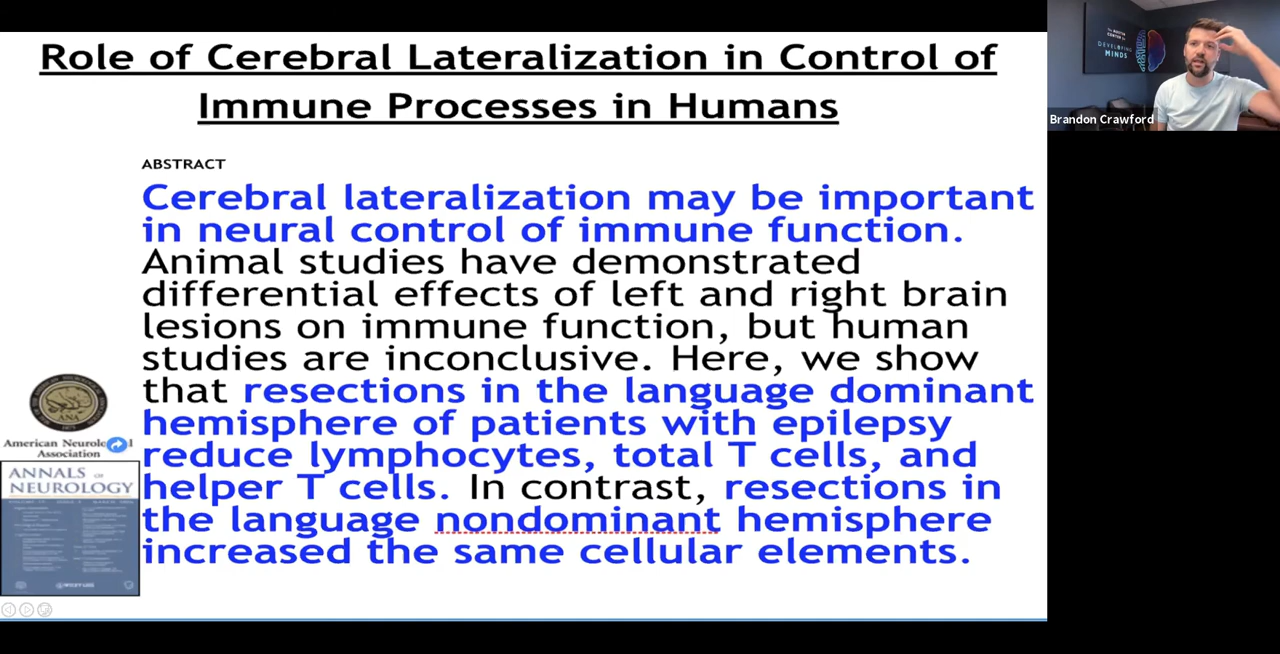 Role of Cerebral Lateralization in Control of
Immune Processes in Humans
ABSTRACT
Cerebral lateralization may be important
in neural control of immune function.
Animal studies have demonstrated
differential effects of left and right brain
lesions on immune function, but human
studies are inconclusive. Here, we show
that resections in the language dominant
hemisphere of patients with epilepsy
reduce lymphocytes, total T cells, and
helper T cells. In contrast, resections in
the language nondominant hemisphere
increased the same cellular elements.
American Neurol l
Association
ANNALS OF
NEUROLOGY
DEVELOPING
MINDS
Brandon Crawford